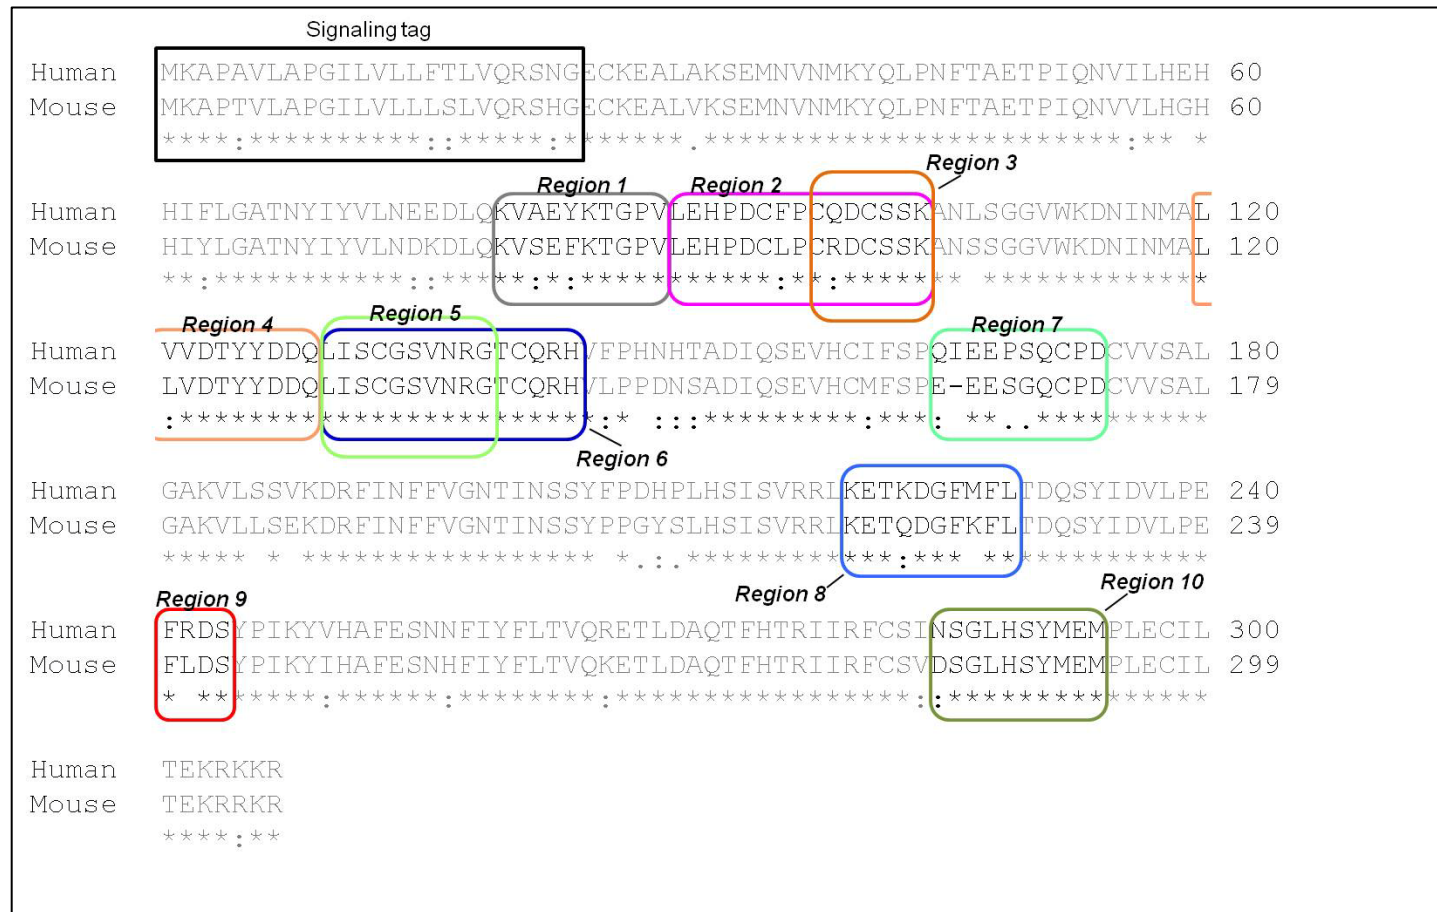 Signaling tag
Human MKAPAVLAPGILVLLFTLVQRSNGECKEALAKSEMNVNMKYQLPNFTAETPIQNVILHEH 60
Mouse MKAPTVLAPGILVLLLSLVQRSHGECKEALVKSEMNVNMKYQLPNFTAETPIQNVVLHGH 60
****:**********::*****:*******.************************:** *
Region 1 Region 2 Region 3
Human HIFLGATNYIYVLNEEDLQKVAEYKTGPVLEHPDCFPCQDCSSKANLSGGVWKDNINMAL 120
Mouse HIYLGATNYIYVLNDKDLQKVSEFKTGPVLEHPDCLPCRDCSSKANSSGGVWKDNINMAL 120
**:***********::*****:*:***********:**:******* *************
Region 4 Region 5 Region 7
Human VVDTYYDDQLISCGSVNRGTCQRHVFPHNHTADIQSEVHCIFSPQIEEPSQCPDCVVSAL 180
Mouse LVDTYYDDQLISCGSVNRGTCQRHVLPPDNSADIQSEVHCMFSPE-EESGQCPDCVVSAL 179
:************************:* :::*********:***: **..**********
Region 6
Human GAKVLSSVKDRFINFFVGNTINSSYFPDHPLHSISVRRLKETKDGFMFLTDQSYIDVLPE 240
Mouse GAKVLLSEKDRFINFFVGNTINSSYPPGYSLHSISVRRLKETQDGFKFLTDQSYIDVLPE 239
***** * ***************** *.:.************:*** *************
Region 8
Region 9 Region 10
Human FRDSYPIKYVHAFESNNFIYFLTVQRETLDAQTFHTRIIRFCSINSGLHSYMEMPLECIL 300
Mouse FLDSYPIKYIHAFESNHFIYFLTVQKETLDAQTFHTRIIRFCSVDSGLHSYMEMPLECIL 299
* *******:******:********:*****************::***************
Human TEKRKKR
Mouse TEKRRKR
****:**